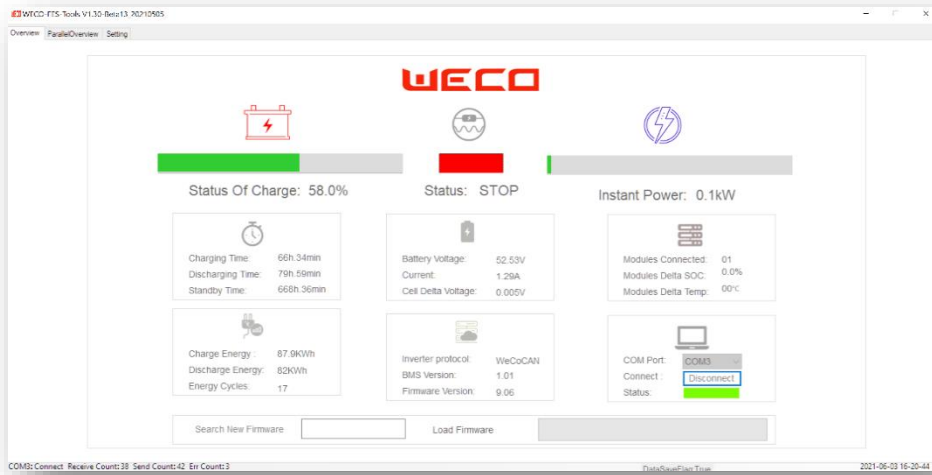 WECO-FES-Tools V1.30-Beta13 20210505
Overview ParallelOverview Setting
WECO
Status Of Charge: 58.0%
Status: STOP
Instant Power: 0.1kW
Charging Time: 66h.34min
Discharging Time: 79h.59min
Standby Time: 668h.36min
Battery Voltage: 52.53V
Current: 1.29A
Cell Delta Voltage: 0.005V
Modules Connected: 01
Modules Delta SOC: 0.0%
Modules Delta Temp: 00°C
Charge Energy : 87.9KWh
Discharge Energy: 82KWh
Energy Cycles: 17
Inverter protocol: WeCoCAN
BMS Version: 1.01
Firmware Version: 9.06
COM Port: COM3
Connect : Disconnect
Status:
Search New Firmware
Load Firmware
COM3: Connect Receive Count: 38 Send Count: 42 Err Count: 3
DataSaveFlag:True
2021-06-03 16-20-44